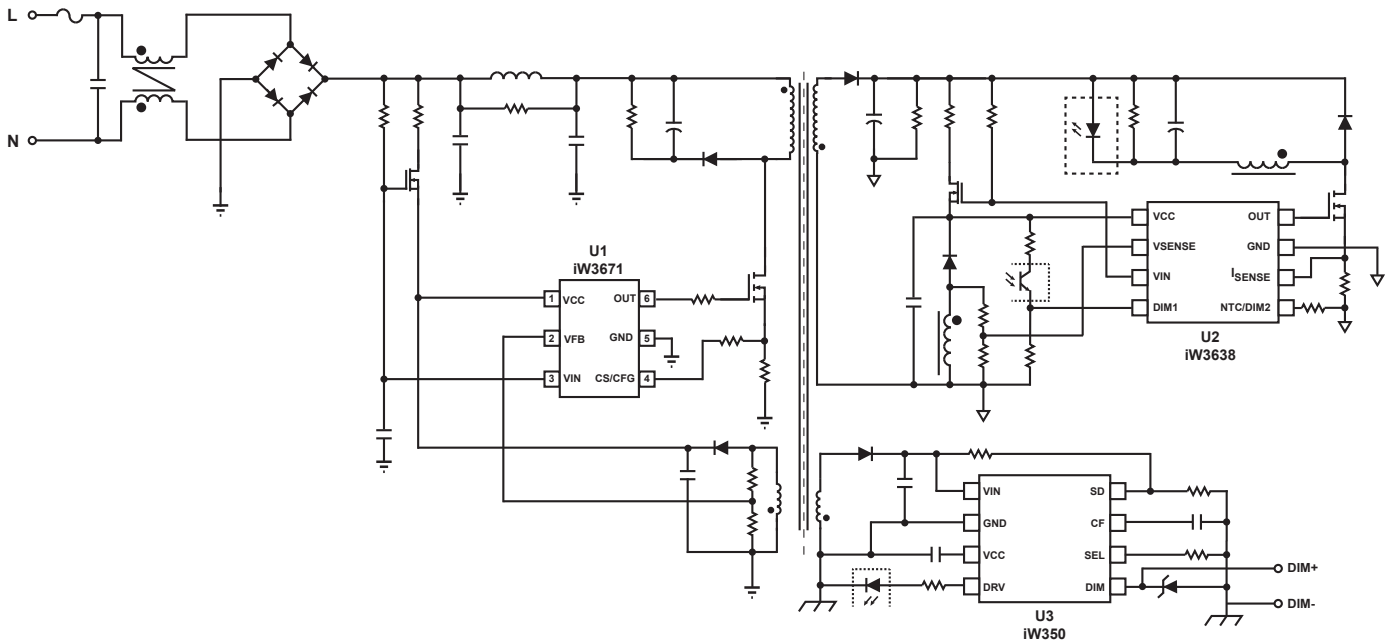 L
N
U1
iW3671
1 VCC
OUT 6
2 VFB
GND 5
3 VIN
CS/CFG 4
VCC
OUT
VSENSE
GND
VIN
ISENSE
DIM1
NTC/DIM2
U2
iW3638
VIN
SD
GND
CF
VCC
SEL
DRV
DIM
U3
iW350
DIM+
DIM-